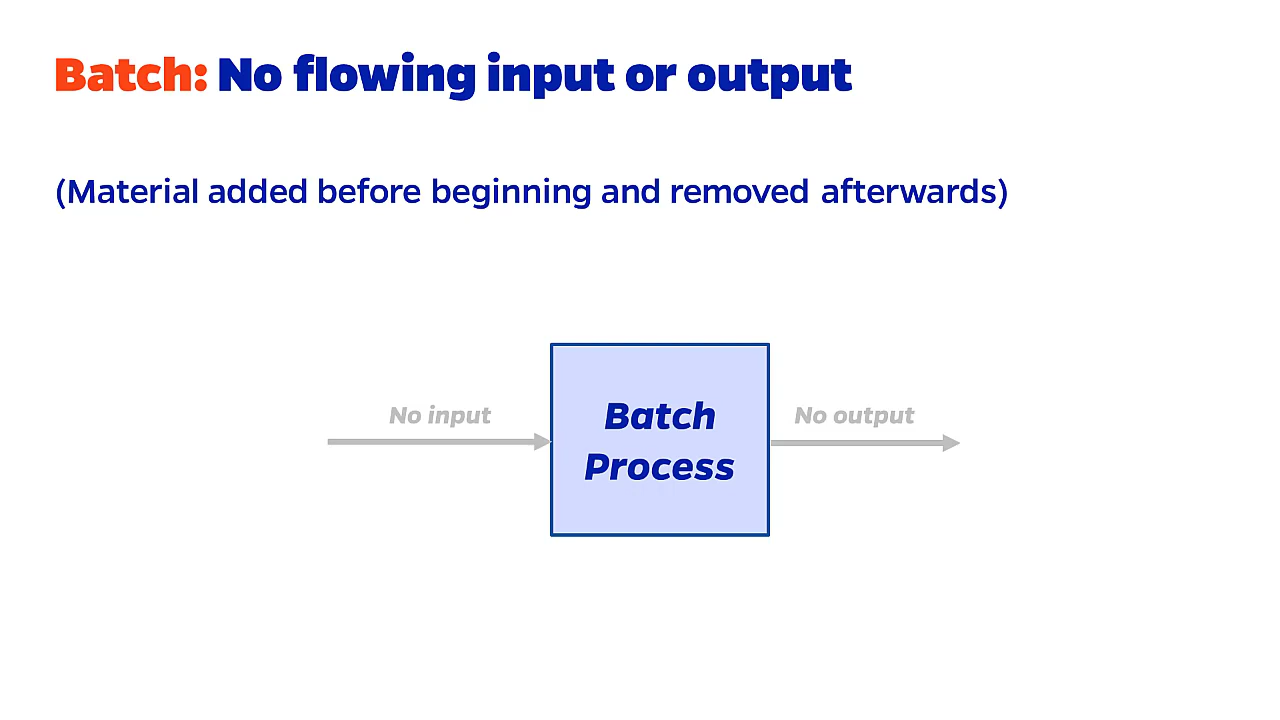 Batch: No flowing input or output
(Material added before beginning and removed afterwards)
No input
Batch
Process
No output